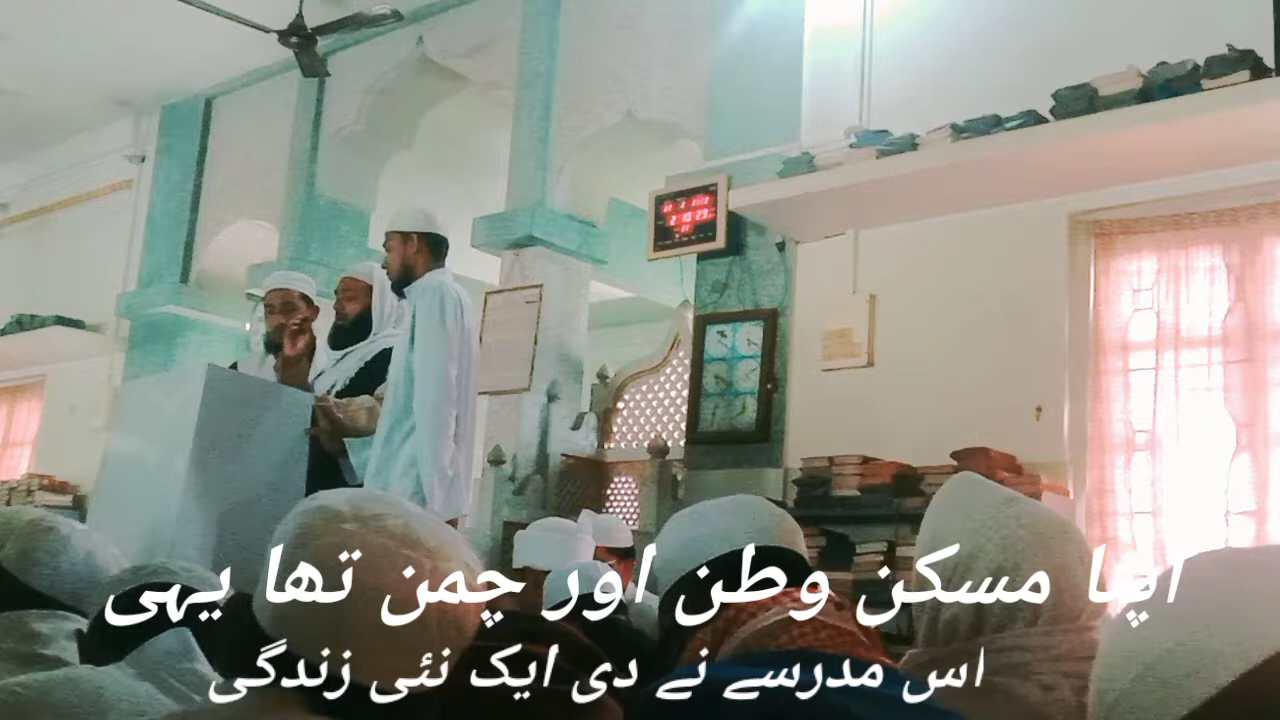 اپنا مسکن وطن اور چمن تھا یہی
اس مدرسے نے دی ایک نئی زندگی